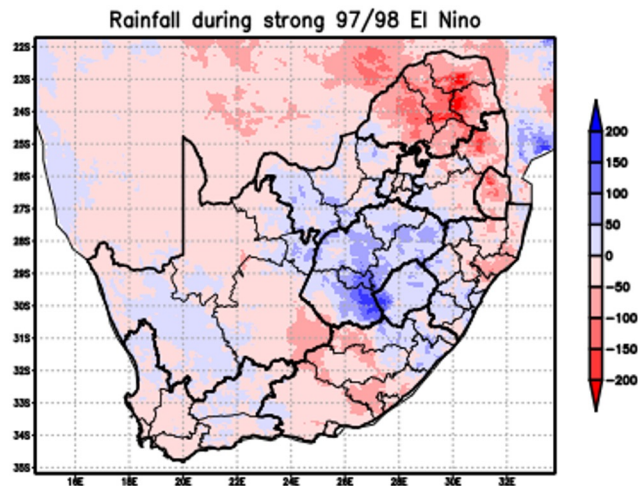 Rainfall during strong 97/98 El Nino
22S
23S
24S
25S
26S
27S
28S
29S
30S
31S
32S
33S
34S
35S
16E 18E 20E 22E 24E 26E 28E 30E 32E
200
150
100
50
0
−50
−100
−150
−200